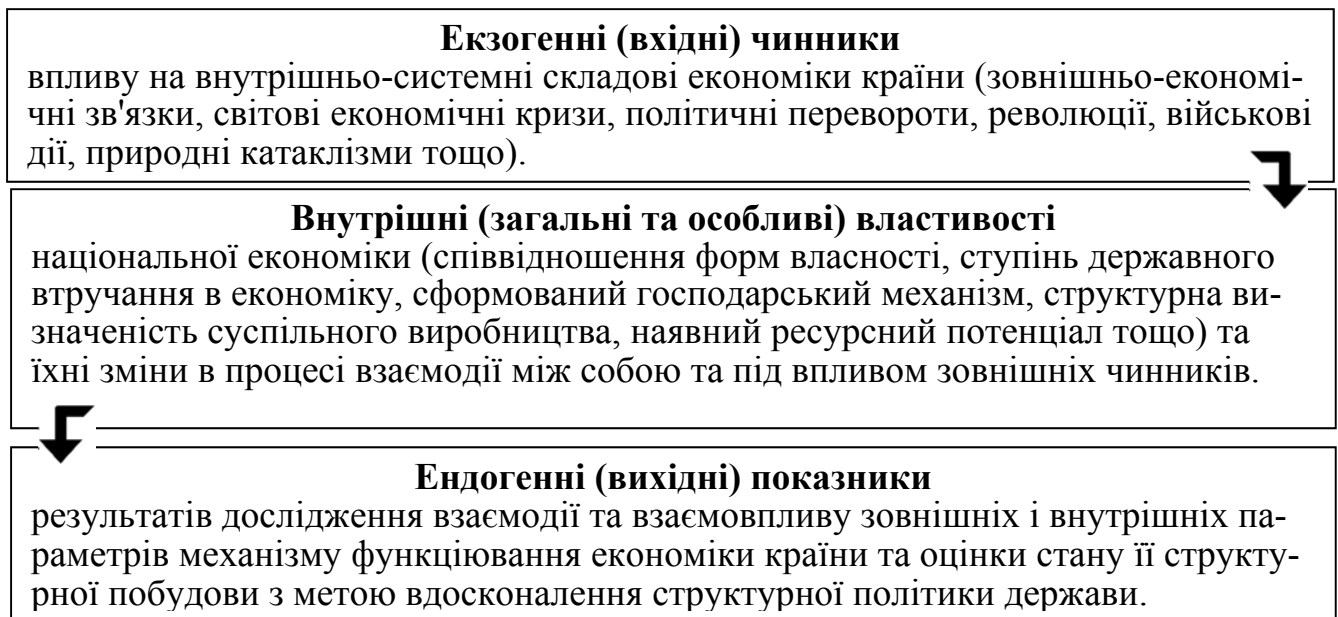 Екзогенні (вхідні) чинники
впливу на внутрішньо-системні складові економіки країни (зовнішньо-економі-
чні зв'язки, світові економічні кризи, політичні перевороти, революції, військові
дії, природні катаклізми тощо).
Внутрішні (загальні та особливі) властивості
національної економіки (співвідношення форм власності, ступінь державного
втручання в економіку, сформований господарський механізм, структурна ви-
значеність суспільного виробництва, наявний ресурсний потенціал тощо) та
їхні зміни в процесі взаємодії між собою та під впливом зовнішніх чинників.
Ендогенні (вихідні) показники
результатів дослідження взаємодії та взаємовпливу зовнішніх і внутрішніх па-
раметрів механізму функціювання економіки країни та оцінки стану її структу-
рної побудови з метою вдосконалення структурної політики держави.